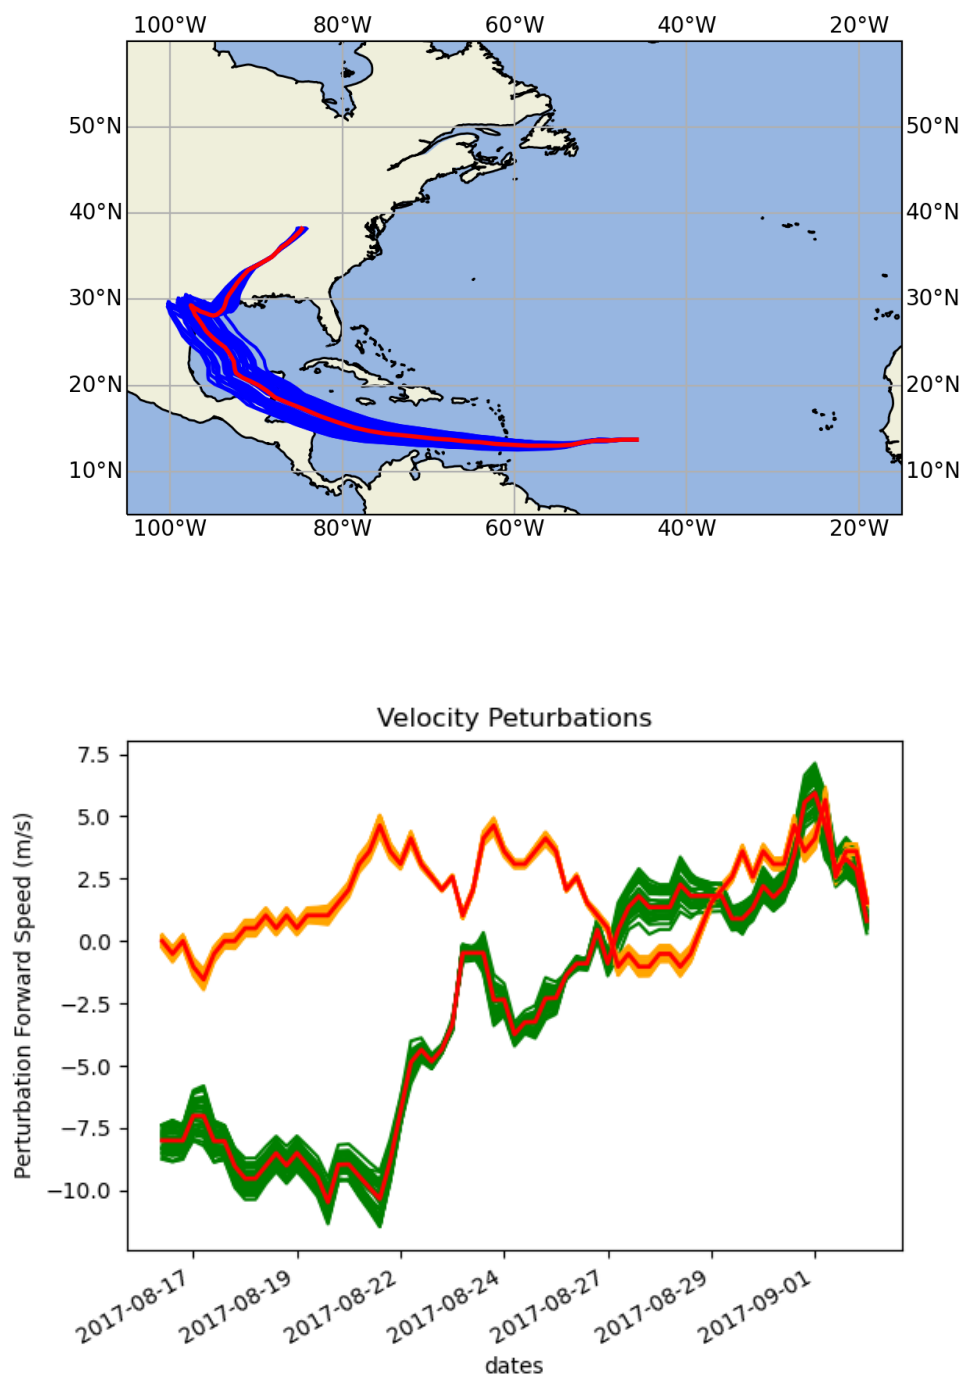 100°W 80°W 60°W 40°W 20°W
50°N 50°N
40°N 40°N
30°N 30°N
20°N 20°N
10°N 10°N
100°W 80°W 60°W 40°W 20°W
Velocity Peturbations
Perturbation Forward Speed (m/s)
7.5
5.0
2.5
0.0
−2.5
−5.0
−7.5
−10.0
2017-08-17 2017-08-19 2017-08-22 2017-08-24 2017-08-27 2017-08-29 2017-09-01
dates